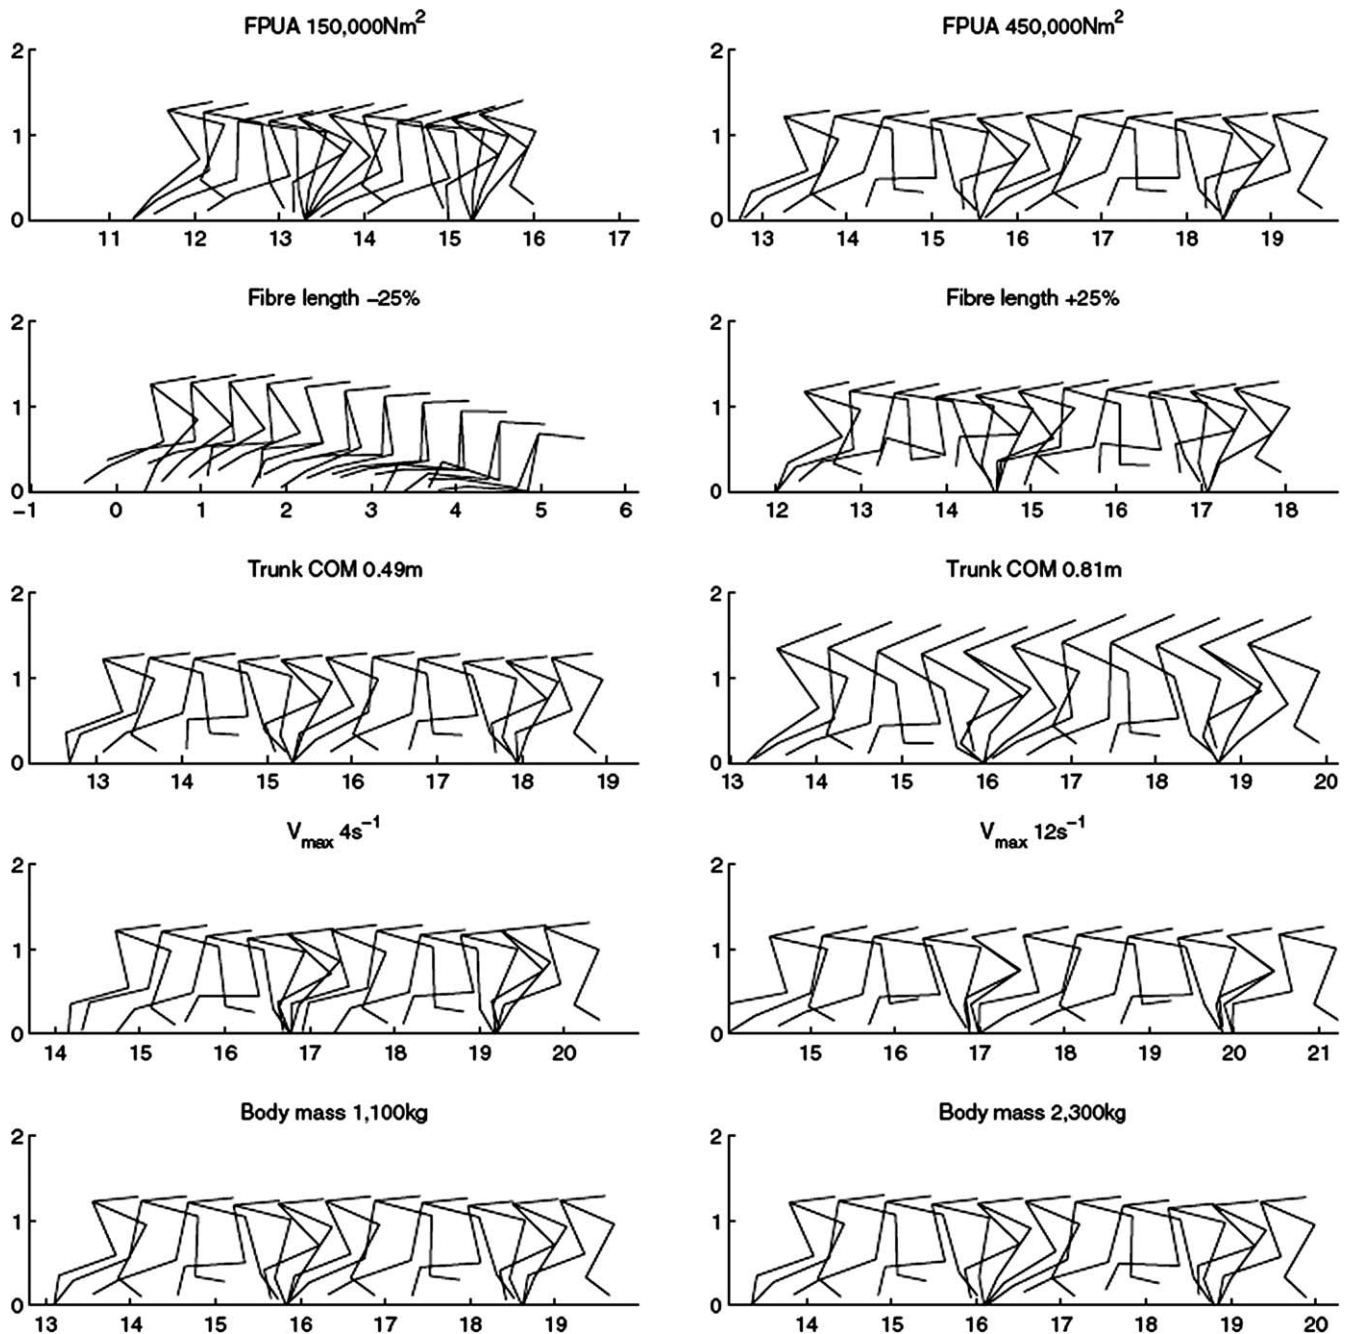 FPUA 150,000Nm²
2
1
0
11 12 13 14 15 16 17
FPUA 450,000Nm²
2
1
0
13 14 15 16 17 18 19
Fibre length –25%
2
1
0
−1 0 1 2 3 4 5 6
Fibre length +25%
2
1
0
12 13 14 15 16 17 18
Trunk COM 0.49m
2
1
0
13 14 15 16 17 18 19
Trunk COM 0.81m
2
1
0
13 14 15 16 17 18 19 20
Vmax 4s⁻¹
2
1
0
14 15 16 17 18 19 20
Vmax 12s⁻¹
2
1
0
15 16 17 18 19 20 21
Body mass 1,100kg
2
1
0
13 14 15 16 17 18 19
Body mass 2,300kg
2
1
0
14 15 16 17 18 19 20